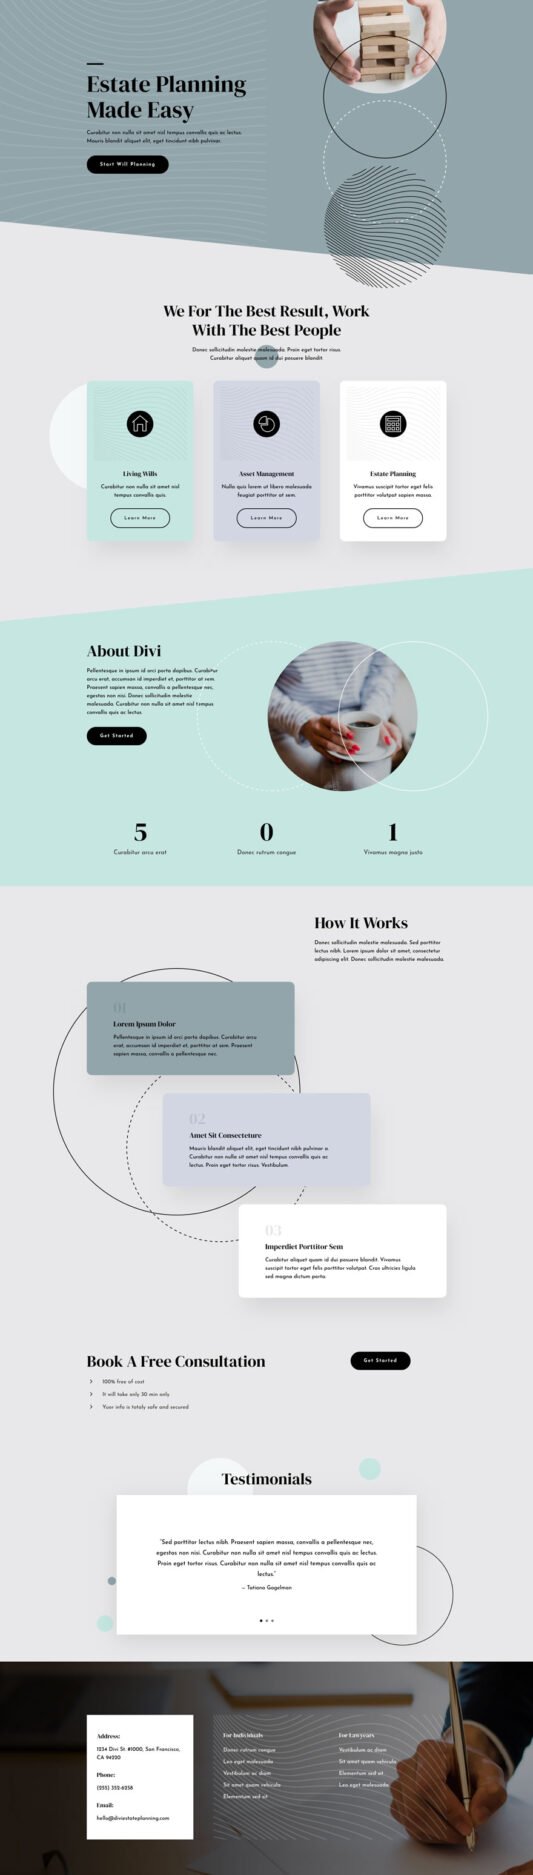 Estate Planning
Made Easy
Curabitur non nulla sit amet nisl tempus convallis quis ac lectus.
Mauris blandit aliquet elit, eget tincidunt nibh pulvinar.
Start Will Planning
We For The Best Result, Work
With The Best People
Donec sollicitudin molestie malesuada. Proin eget tortor risus.
Curabitur aliquet quam id dui posuere blandit.
Living Wills
Curabitur non nulla sit amet nisl
tempus convallis quis.
Learn More
Asset Management
Nulla quis lorem ut libero malesuada
feugiat porttitor at sem.
Learn More
Estate Planning
Vivamus suscipit tortor eget felis
porttitor volutpat sapien massa.
Learn More
About Divi
Pellentesque in ipsum id orci porta dapibus. Curabitur
arcu erat, accumsan id imperdiet et, porttitor at sem.
Praesent sapien massa, convallis a pellentesque nec,
egestas non nisi. Donec sollicitudin molestie
malesuada. Curabitur non nulla sit amet nisl tempus
convallis quis ac lectus.
Get Started
5
Curabitur arcu erat
0
Donec rutrum congue
1
Vivamus magna justo
How It Works
Donec sollicitudin molestie malesuada. Sed porttitor
lectus nibh. Lorem ipsum dolor sit amet, consectetur
adipiscing elit. Donec sollicitudin molestie malesuada.
01
Lorem Ipsum Dolor
Pellentesque in ipsum id orci porta dapibus. Curabitur arcu
erat, accumsan id imperdiet et, porttitor at sem. Praesent
sapien massa, convallis a pellentesque nec.
02
Amet Sit Consecteture
Mauris blandit aliquet elit, eget tincidunt nibh pulvinar a.
Curabitur non nulla sit amet nisl tempus convallis quis ac
lectus. Proin eget tortor risus. Vestibulum.
03
Imperdiet Porttitor Sem
Curabitur aliquet quam id dui posuere blandit. Vivamus
suscipit tortor eget felis porttitor volutpat. Cras ultricies ligula
sed magna dictum porta.
Book A Free Consultation
Get Started
100% free of cost
It will take only 30 min only
Your info is totaly safe and secured
Testimonials
"Sed porttitor lectus nibh. Praesent sapien massa, convallis a pellentesque nec,
egestas non nisi. Curabitur non nulla sit amet nisl tempus convallis quis ac lectus.
Proin eget tortor risus. Curabitur non nulla sit amet nisl tempus convallis quis ac
lectus."
— Tatiana Gagelman
Address:
1234 Divi St. #1000, San Francisco,
CA 94220
Phone:
(255) 352-6258
Email:
hello@diviestateplanning.com
For Individuals
Donec rutrum congue
Leo eget malesuada
Vestibulum ac diam
Sit amet quam vehicula
Elementum sed sit
For Lawyears
Vestibulum ac diam
Sit amet quam vehicula
Elementum sed sit
Leo eget malesuada